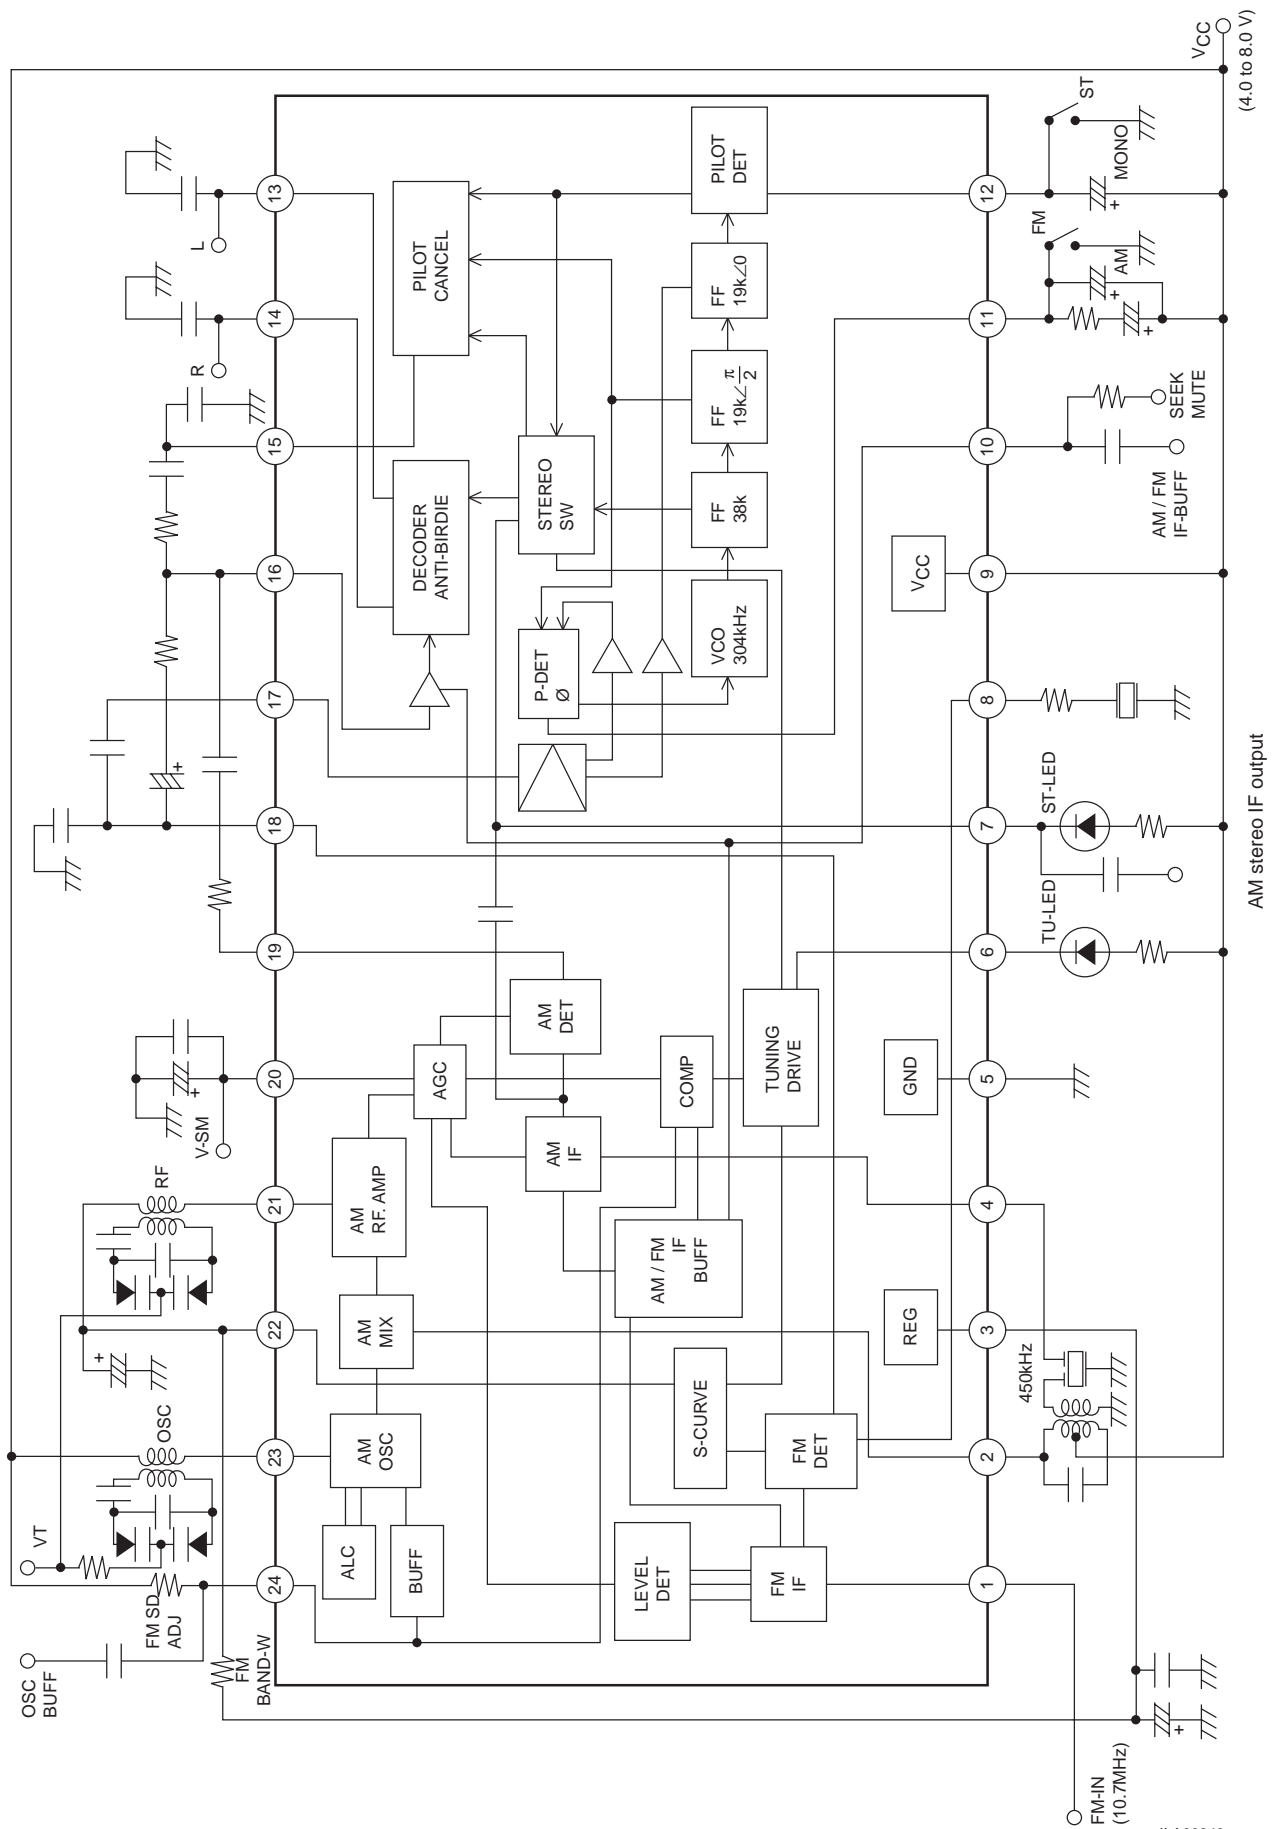 OSC
BUFF
VT
FM SD
ADJ
FM
BAND-W
OSC
RF
V-SM
R
L
24
23
22
21
20
19
18
17
16
15
14
13
ALC
BUFF
AM
OSC
AM
MIX
AM
RF. AMP
AGC
AM
DET
AM
IF
DECODER
ANTI-BIRDIE
PILOT
CANCEL
STEREO
SW
P-DET
Ø
VCO
304kHz
FF
38k
FF
19k∠π/2
FF
19k∠0
PILOT
DET
LEVEL
DET
FM
IF
S-CURVE
FM
DET
AM / FM
IF
BUFF
COMP
TUNING
DRIVE
REG
GND
VCC
1
2
3
4
5
6
7
8
9
10
11
12
FM-IN
(10.7MHz)
450kHz
TU-LED
ST-LED
AM stereo IF output
AM / FM
IF-BUFF
SEEK
MUTE
FM
AM
MONO
ST
VCC
(4.0 to 8.0 V)
+
+
+
+
+
+
+
+